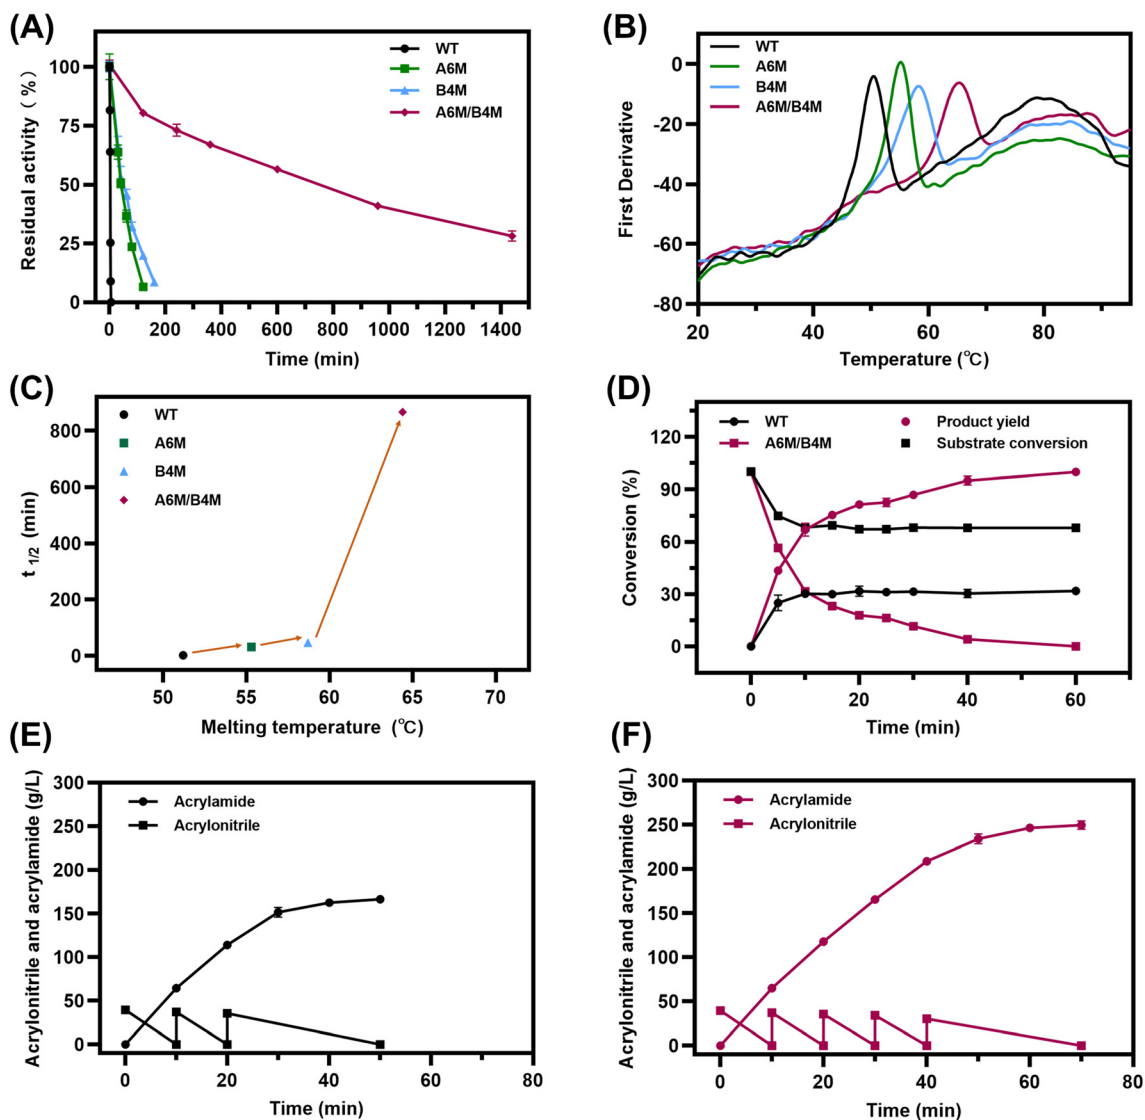 (A)
Residual activity ( % )
100
75
50
25
0
0 200 400 600 800 1000 1200 1400
Time (min)
WT
A6M
B4M
A6M/B4M
(B)
First Derivative
0
-20
-40
-60
-80
20 40 60 80
Temperature (℃)
WT
A6M
B4M
A6M/B4M
(C)
t 1/2 (min)
800
600
400
200
0
50 55 60 65 70
Melting temperature (℃)
WT
A6M
B4M
A6M/B4M
(D)
Conversion (%)
120
90
60
30
0
0 20 40 60
Time (min)
WT Product yield
A6M/B4M Substrate conversion
(E)
Acrylonitrile and acrylamide (g/L)
300
250
200
150
100
50
0
0 20 40 60 80
Time (min)
Acrylamide
Acrylonitrile
(F)
Acrylonitrile and acrylamide (g/L)
300
250
200
150
100
50
0
0 20 40 60 80
Time (min)
Acrylamide
Acrylonitrile